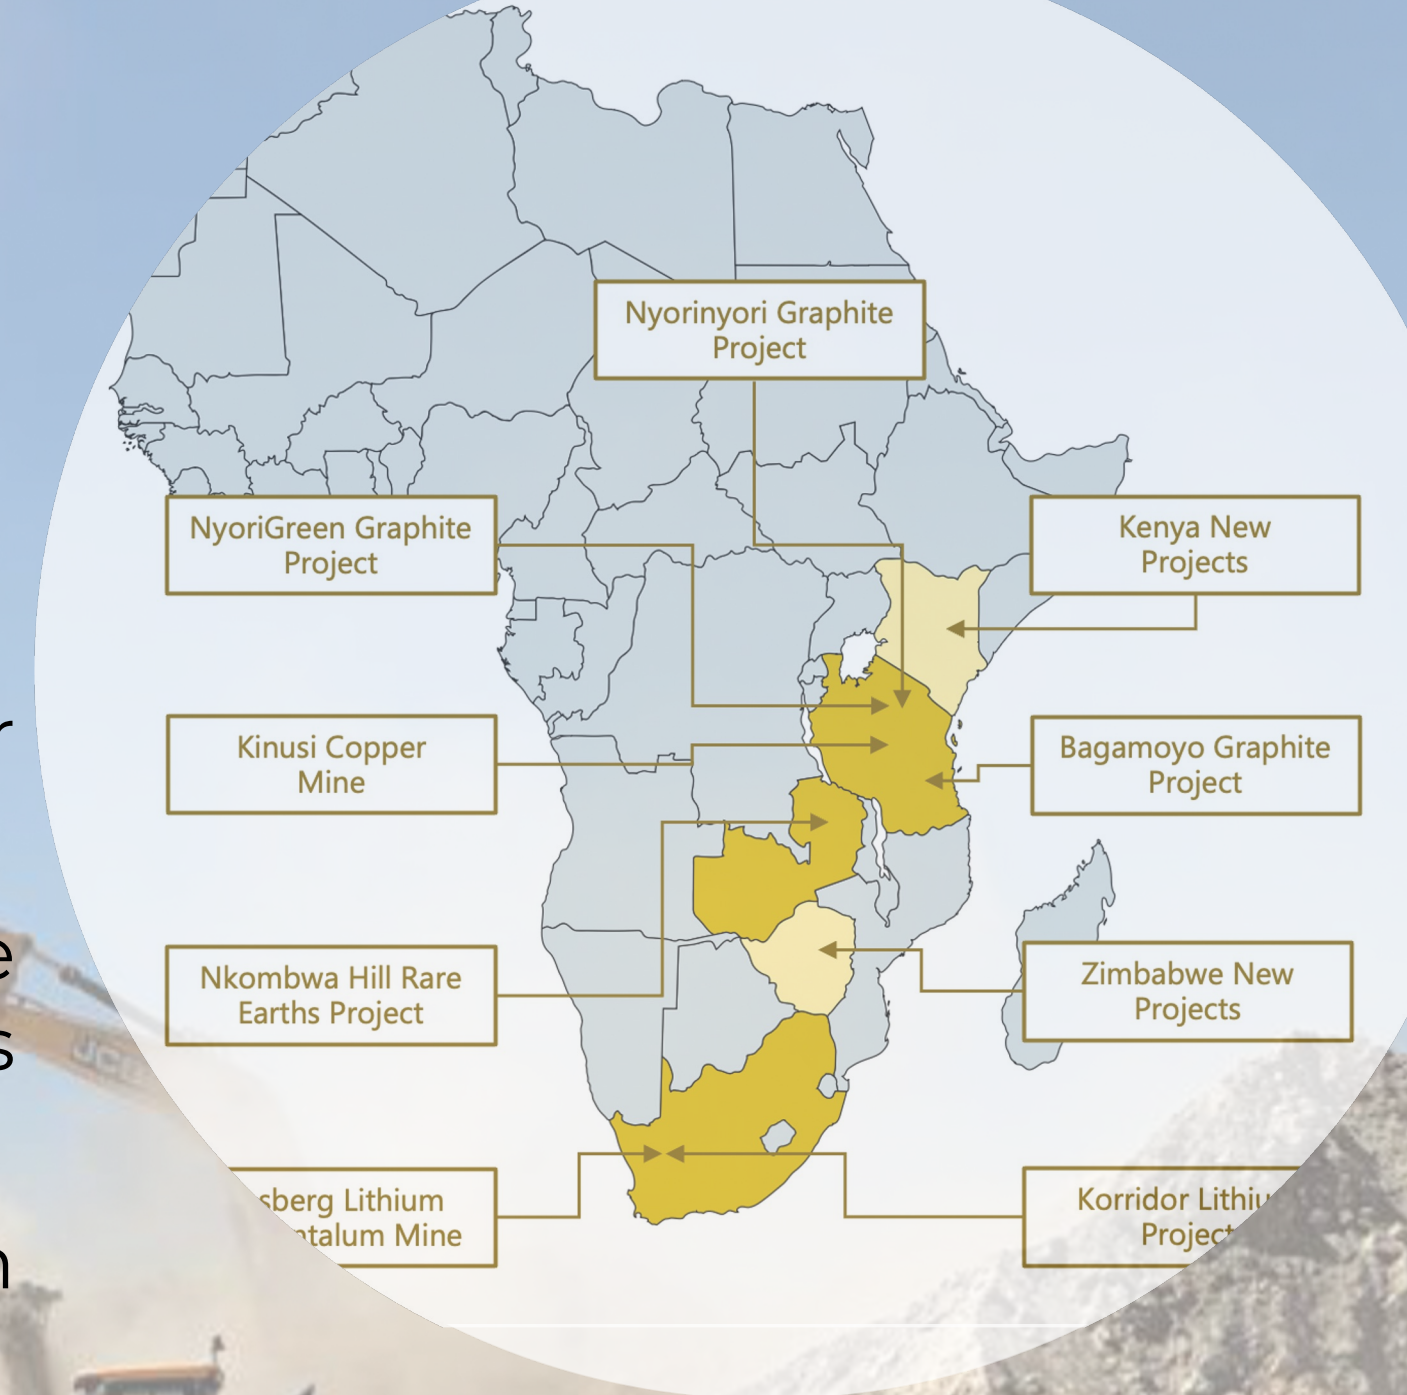 Nyorinyori Graphite
Project
NyoriGreen Graphite
Project
Kenya New
Projects
Kinusi Copper
Mine
Bagamoyo Graphite
Project
Nkombwa Hill Rare
Earths Project
Zimbabwe New
Projects
sberg Lithium
ntalum Mine
Korridor Lithiu
Project
r
e
s
n
JCB